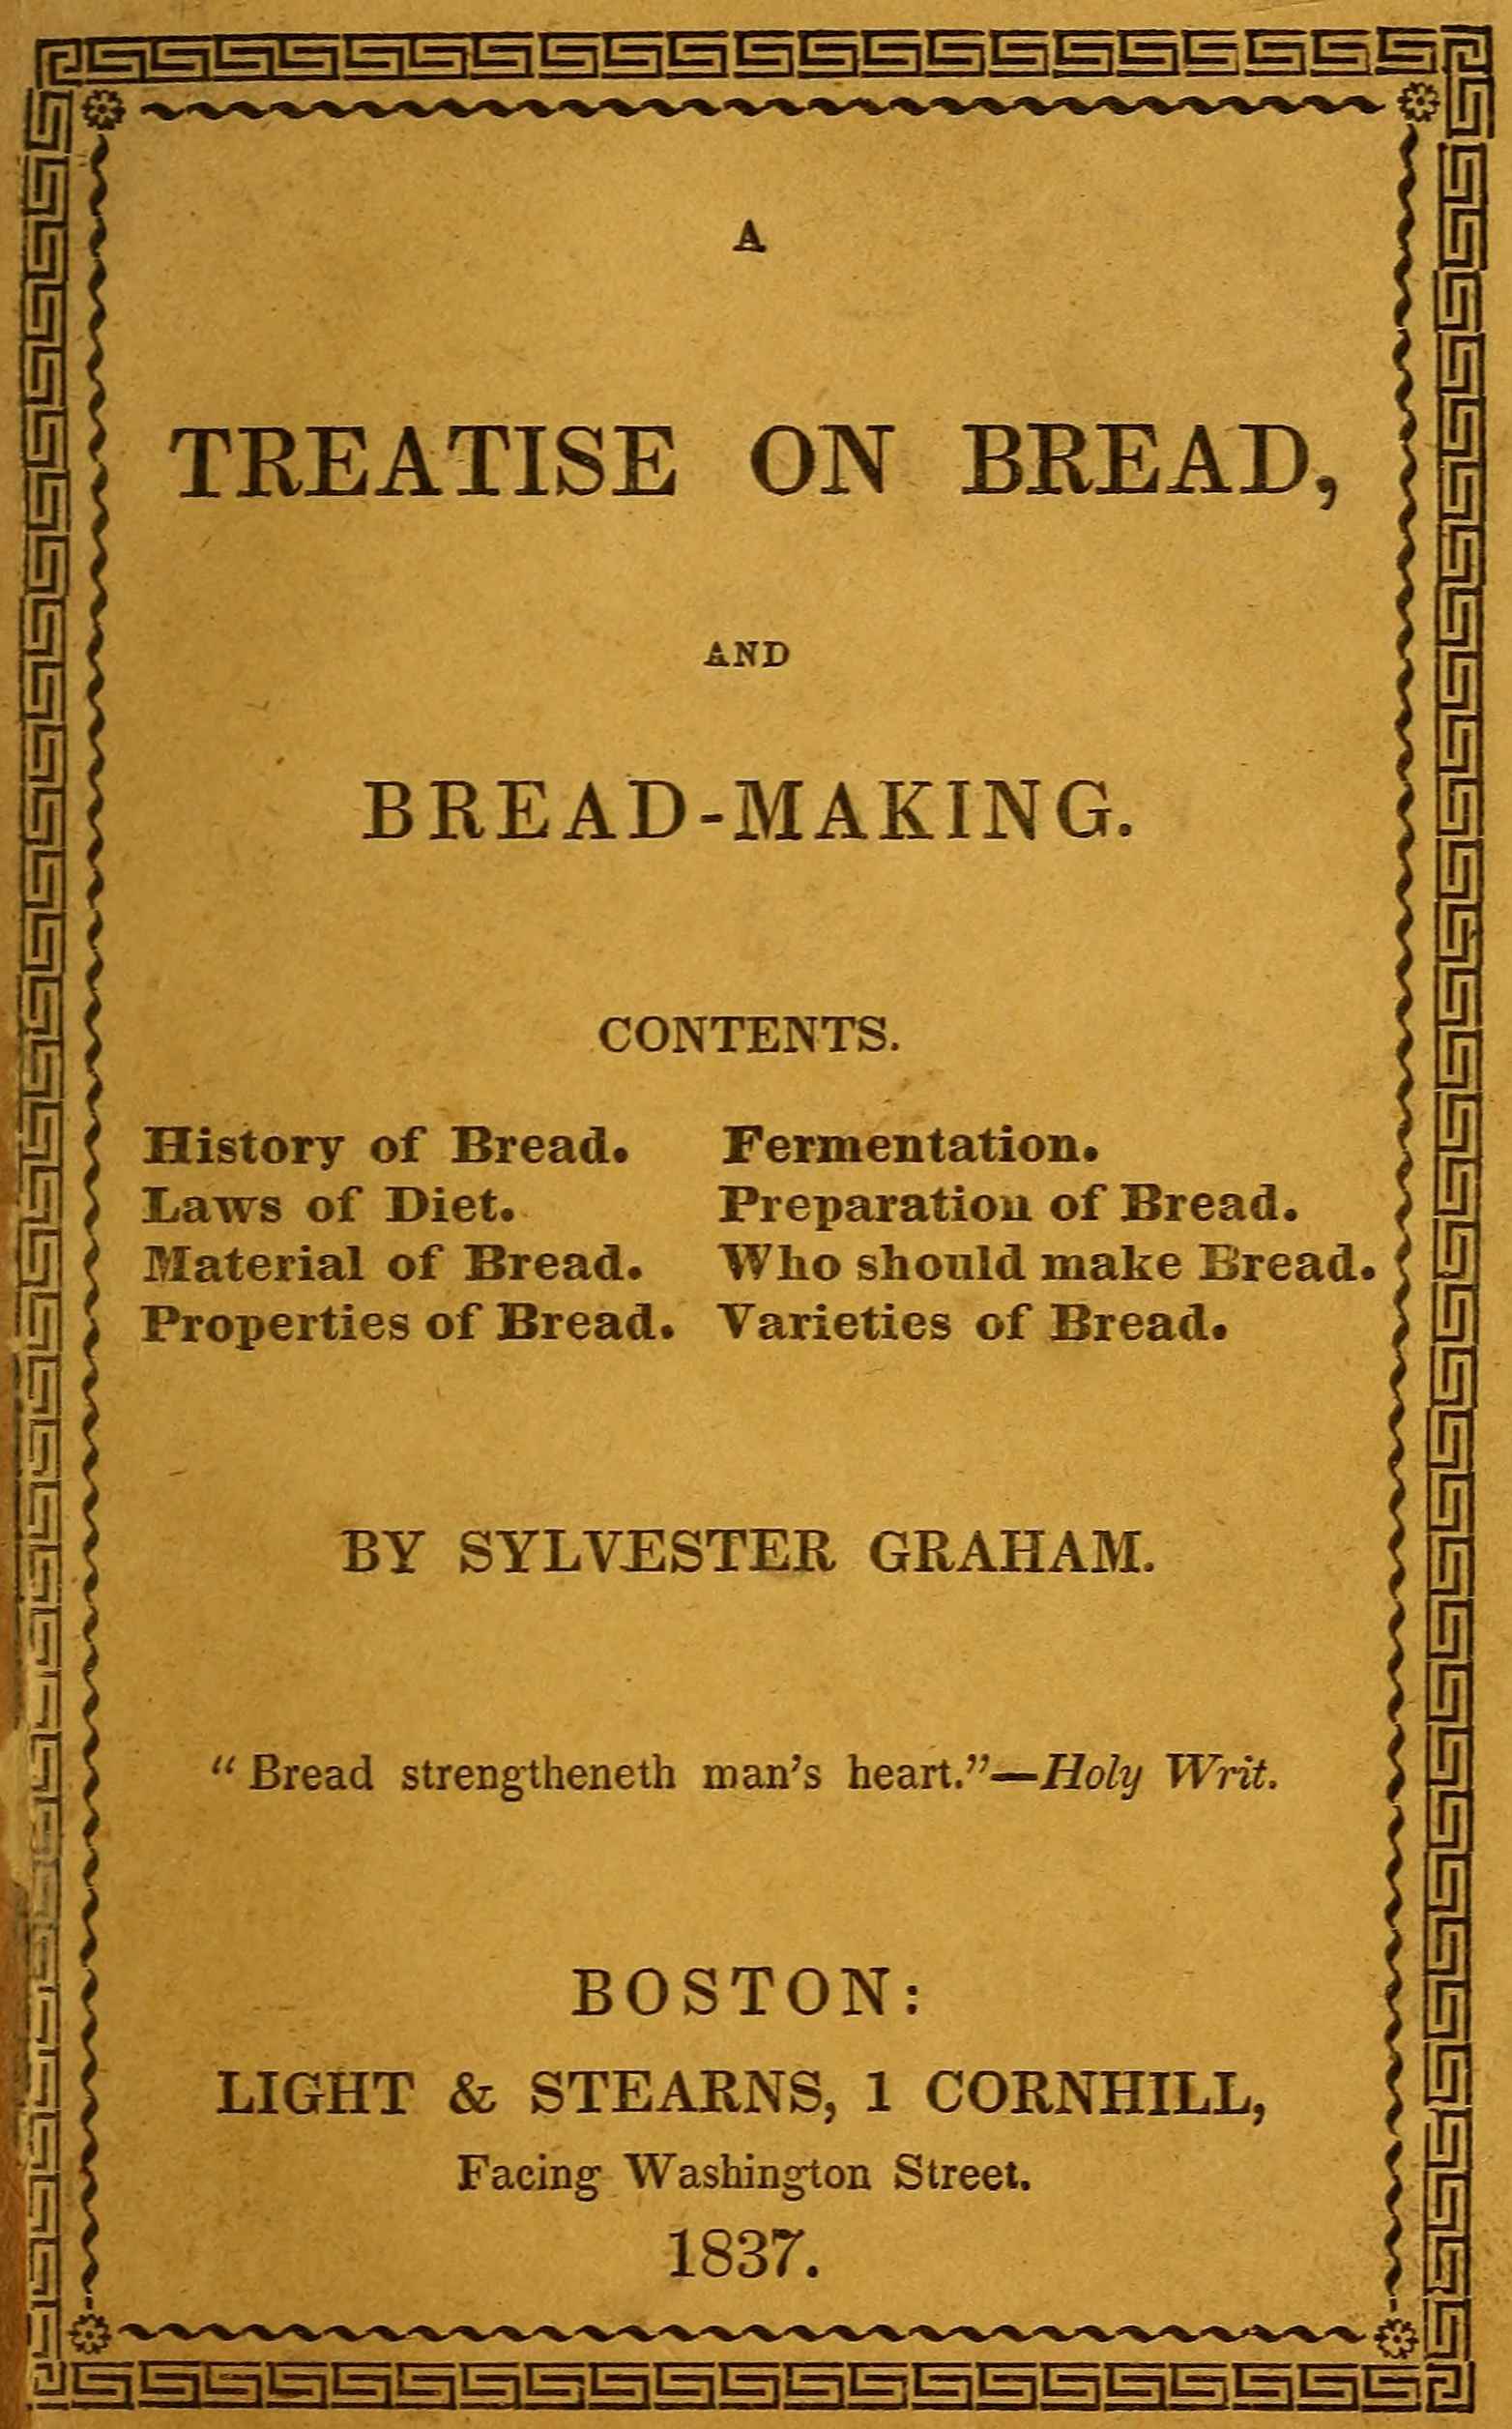 A
TREATISE ON BREAD,
AND
BREAD-MAKING.
CONTENTS.
History of Bread.
Laws of Diet.
Material of Bread.
Properties of Bread.
Fermentation.
Preparation of Bread.
Who should make Bread.
Varieties of Bread.
BY SYLVESTER GRAHAM.
“Bread strengtheneth man’s heart.”—Holy Writ.
BOSTON:
LIGHT & STEARNS, 1 CORNHILL,
Facing Washington Street.
1837.